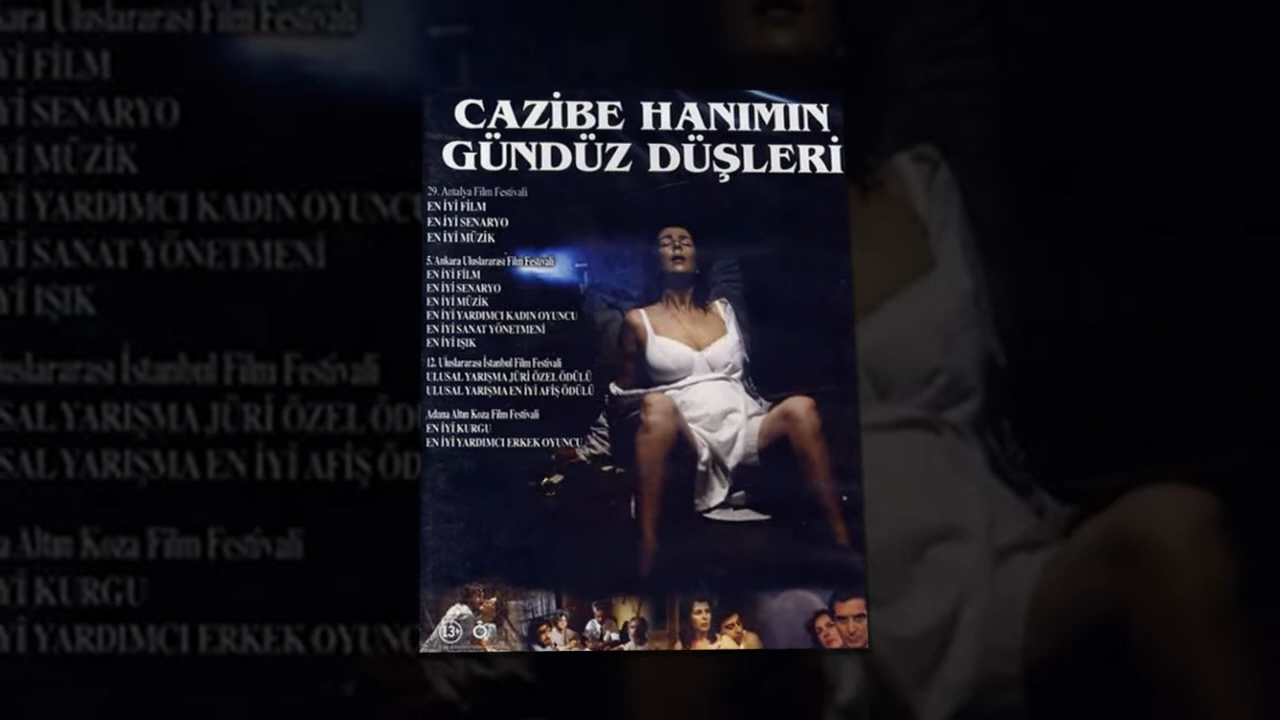 CAZİBE HANIMIN
GÜNDÜZ DÜŞLERİ
29. Antalya Film Festivali
EN İYİ FİLM
EN İYİ SENARYO
EN İYİ MÜZİK
5. Ankara Uluslararası Film Festivali
EN İYİ FİLM
EN İYİ SENARYO
EN İYİ MÜZİK
EN İYİ YARDIMCI KADIN OYUNCU
EN İYİ SANAT YÖNETMENİ
EN İYİ IŞIK
12. Uluslararası İstanbul Film Festivali
ULUSAL YARIŞMA JÜRİ ÖZEL ÖDÜLÜ
ULUSAL YARIŞMA EN İYİ AFİŞ ÖDÜLÜ
Adana Altın Koza Film Festivali
EN İYİ KURGU
EN İYİ YARDIMCI ERKEK OYUNCU
13+